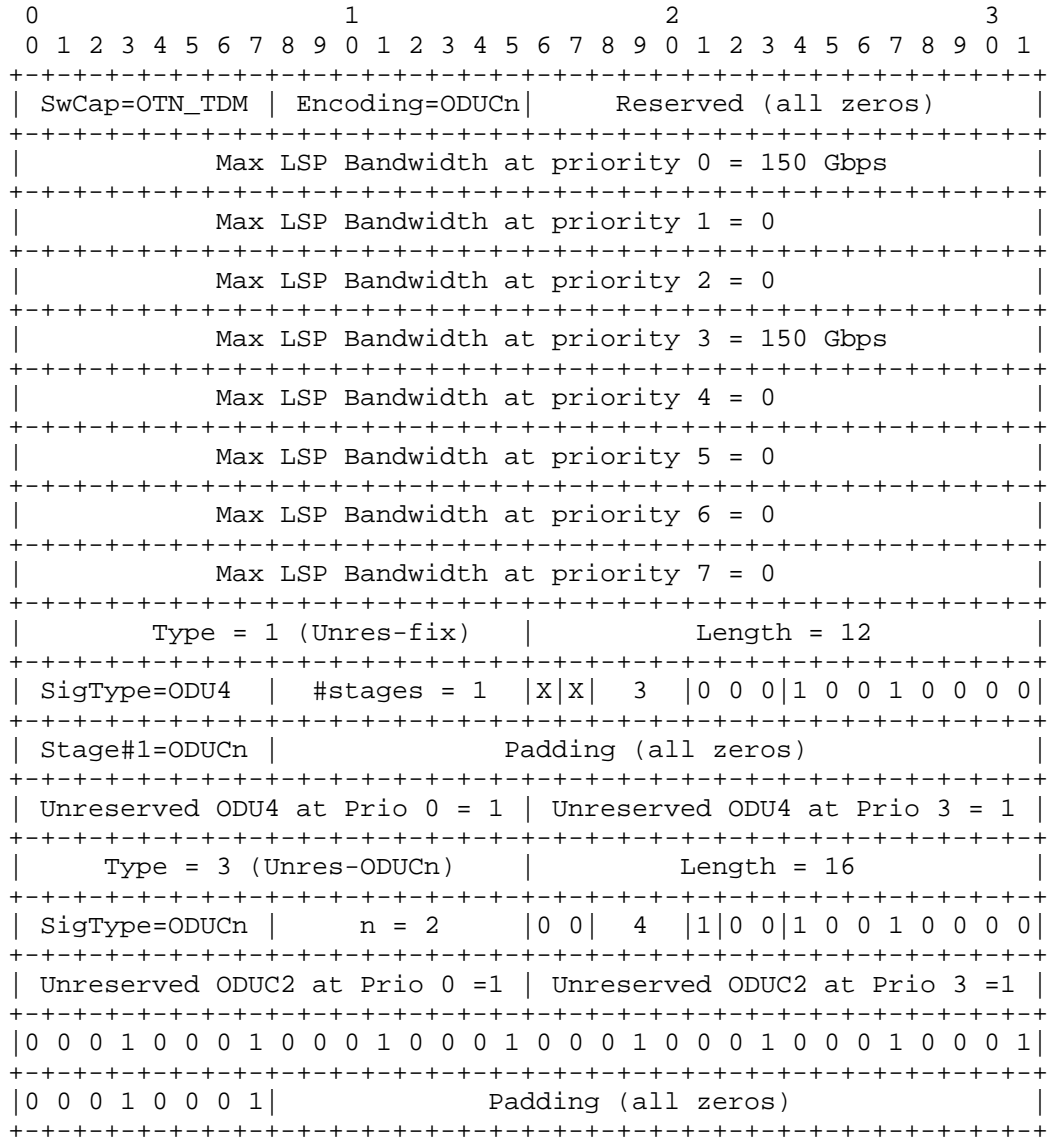 0                   1                   2                   3
 0 1 2 3 4 5 6 7 8 9 0 1 2 3 4 5 6 7 8 9 0 1 2 3 4 5 6 7 8 9 0 1
+-+-+-+-+-+-+-+-+-+-+-+-+-+-+-+-+-+-+-+-+-+-+-+-+-+-+-+-+-+-+-+-+
| SwCap=OTN_TDM | Encoding=ODUCn|     Reserved (all zeros)      |
+-+-+-+-+-+-+-+-+-+-+-+-+-+-+-+-+-+-+-+-+-+-+-+-+-+-+-+-+-+-+-+-+
|            Max LSP Bandwidth at priority 0 = 150 Gbps         |
+-+-+-+-+-+-+-+-+-+-+-+-+-+-+-+-+-+-+-+-+-+-+-+-+-+-+-+-+-+-+-+-+
|            Max LSP Bandwidth at priority 1 = 0                |
+-+-+-+-+-+-+-+-+-+-+-+-+-+-+-+-+-+-+-+-+-+-+-+-+-+-+-+-+-+-+-+-+
|            Max LSP Bandwidth at priority 2 = 0                |
+-+-+-+-+-+-+-+-+-+-+-+-+-+-+-+-+-+-+-+-+-+-+-+-+-+-+-+-+-+-+-+-+
|            Max LSP Bandwidth at priority 3 = 150 Gbps         |
+-+-+-+-+-+-+-+-+-+-+-+-+-+-+-+-+-+-+-+-+-+-+-+-+-+-+-+-+-+-+-+-+
|            Max LSP Bandwidth at priority 4 = 0                |
+-+-+-+-+-+-+-+-+-+-+-+-+-+-+-+-+-+-+-+-+-+-+-+-+-+-+-+-+-+-+-+-+
|            Max LSP Bandwidth at priority 5 = 0                |
+-+-+-+-+-+-+-+-+-+-+-+-+-+-+-+-+-+-+-+-+-+-+-+-+-+-+-+-+-+-+-+-+
|            Max LSP Bandwidth at priority 6 = 0                |
+-+-+-+-+-+-+-+-+-+-+-+-+-+-+-+-+-+-+-+-+-+-+-+-+-+-+-+-+-+-+-+-+
|            Max LSP Bandwidth at priority 7 = 0                |
+-+-+-+-+-+-+-+-+-+-+-+-+-+-+-+-+-+-+-+-+-+-+-+-+-+-+-+-+-+-+-+-+
|        Type = 1 (Unres-fix)   |          Length = 12          |
+-+-+-+-+-+-+-+-+-+-+-+-+-+-+-+-+-+-+-+-+-+-+-+-+-+-+-+-+-+-+-+-+
| SigType=ODU4  |  #stages = 1  |X|X|  3  |0 0 0|1 0 0 1 0 0 0 0|
+-+-+-+-+-+-+-+-+-+-+-+-+-+-+-+-+-+-+-+-+-+-+-+-+-+-+-+-+-+-+-+-+
| Stage#1=ODUCn |              Padding (all zeros)              |
+-+-+-+-+-+-+-+-+-+-+-+-+-+-+-+-+-+-+-+-+-+-+-+-+-+-+-+-+-+-+-+-+
| Unreserved ODU4 at Prio 0 = 1 | Unreserved ODU4 at Prio 3 = 1 |
+-+-+-+-+-+-+-+-+-+-+-+-+-+-+-+-+-+-+-+-+-+-+-+-+-+-+-+-+-+-+-+-+
|     Type = 3 (Unres-ODUCn)    |         Length = 16           |
+-+-+-+-+-+-+-+-+-+-+-+-+-+-+-+-+-+-+-+-+-+-+-+-+-+-+-+-+-+-+-+-+
| SigType=ODUCn |     n = 2     |0 0|  4  |1|0 0|1 0 0 1 0 0 0 0|
+-+-+-+-+-+-+-+-+-+-+-+-+-+-+-+-+-+-+-+-+-+-+-+-+-+-+-+-+-+-+-+-+
| Unreserved ODUC2 at Prio 0 =1 | Unreserved ODUC2 at Prio 3 =1 |
+-+-+-+-+-+-+-+-+-+-+-+-+-+-+-+-+-+-+-+-+-+-+-+-+-+-+-+-+-+-+-+-+
|0 0 0 1 0 0 0 1 0 0 0 1 0 0 0 1 0 0 0 1 0 0 0 1 0 0 0 1 0 0 0 1|
+-+-+-+-+-+-+-+-+-+-+-+-+-+-+-+-+-+-+-+-+-+-+-+-+-+-+-+-+-+-+-+-+
|0 0 0 1 0 0 0 1|             Padding (all zeros)               |
+-+-+-+-+-+-+-+-+-+-+-+-+-+-+-+-+-+-+-+-+-+-+-+-+-+-+-+-+-+-+-+-+